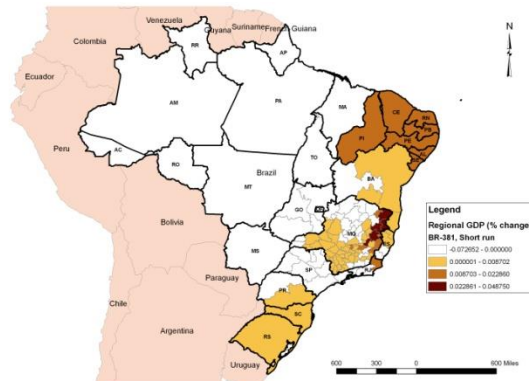 Venezuela
Guyana
Suriname
French Guiana
Colombia
RR
AP
Ecuador
AM
PA
MA
CE
RN
PB
PE
AL
PI
Peru
AC
TO
RO
Brazil
BA
MT
Bolivia
GO
MG
MS
SP
RJ
Paraguay
PR
Chile
SC
Argentina
RS
Uruguay
N
Legend
Regional GDP (% change)
BR-381, Short run
-0.072652 - 0.000000
0.000001 - 0.008702
0.008703 - 0.022860
0.022861 - 0.048750
600 300 0 600 Miles